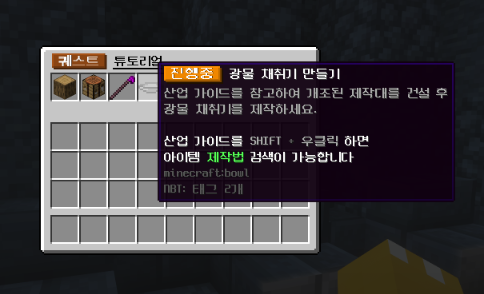 퀘스트 튜토리얼
진행중 광물 채취기 만들기
산업 가이드를 참고하여 개조된 제작대를 건설 후
광물 채취기를 제작하세요.
산업 가이드를 SHIFT + 우클릭 하면
아이템 제작법 검색이 가능합니다
minecraft:bowl
NBT: 태그 2개